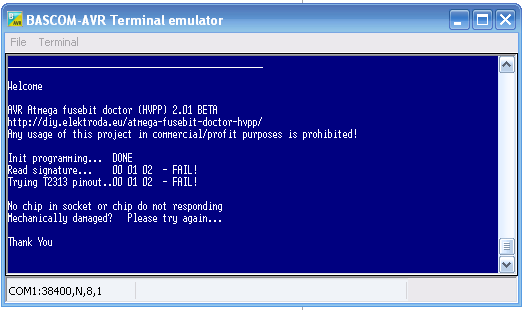 BASCOM-AVR Terminal emulator
File Terminal
Welcome
AVR Atmega fusebit doctor (HVPP) 2.01 BETA
http://diy.elektroda.eu/atmega-fusebit-doctor-hvpp/
Any usage of this project in commercial/profit purposes is prohibited!
Init programming... DONE
Read signature... 00 01 02 - FAIL!
Trying T2313 pinout..00 01 02 - FAIL!
No chip in socket or chip do not responding
Mechanically damaged? Please try again...
Thank You
COM1:38400,N,8,1